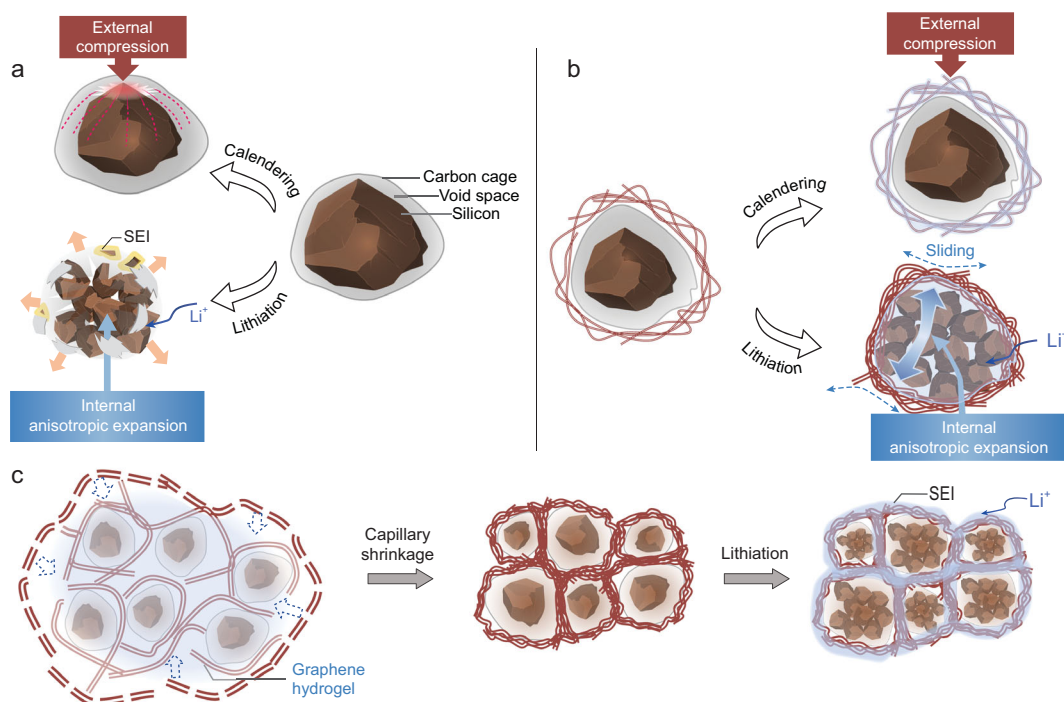 a
External
compression
Calendering
Carbon cage
Void space
Silicon
SEI
Li⁺
Lithiation
Internal
anisotropic expansion
b
External
compression
Calendering
Sliding
Lithiation
Li
Internal
anisotropic expansion
c
Capillary
shrinkage
Lithiation
SEI
Li⁺
Graphene
hydrogel